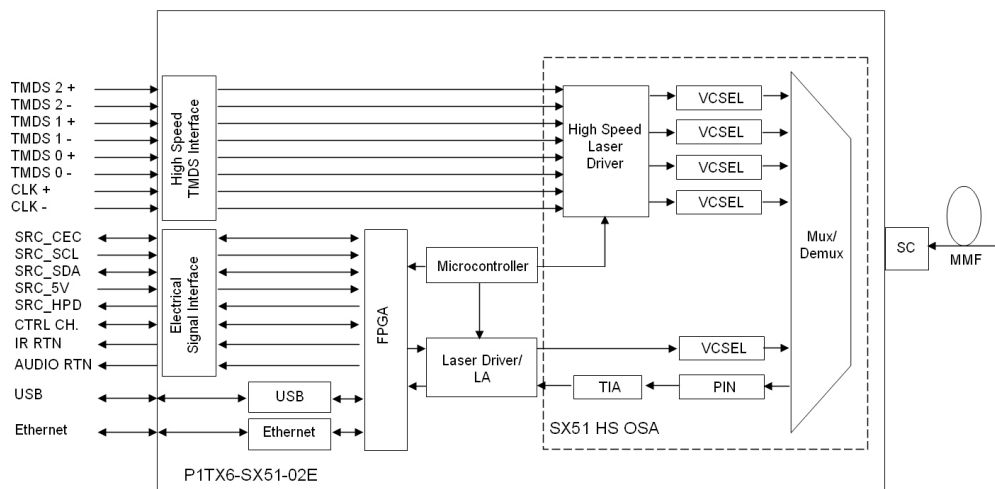 TMDS 2 +
TMDS 2 -
TMDS 1 +
TMDS 1 -
TMDS 0 +
TMDS 0 -
CLK +
CLK -
High Speed
TMDS Interface
High Speed
Laser
Driver
VCSEL
VCSEL
VCSEL
VCSEL
Mux/
Demux
SC
MMF
SRC_CEC
SRC_SCL
SRC_SDA
SRC_5V
SRC_HPD
CTRL CH.
IR RTN
AUDIO RTN
USB
Ethernet
Electrical
Signal Interface
USB
Ethernet
FPGA
Microcontroller
Laser Driver/
LA
VCSEL
TIA
PIN
SX51 HS OSA
P1TX6-SX51-02E